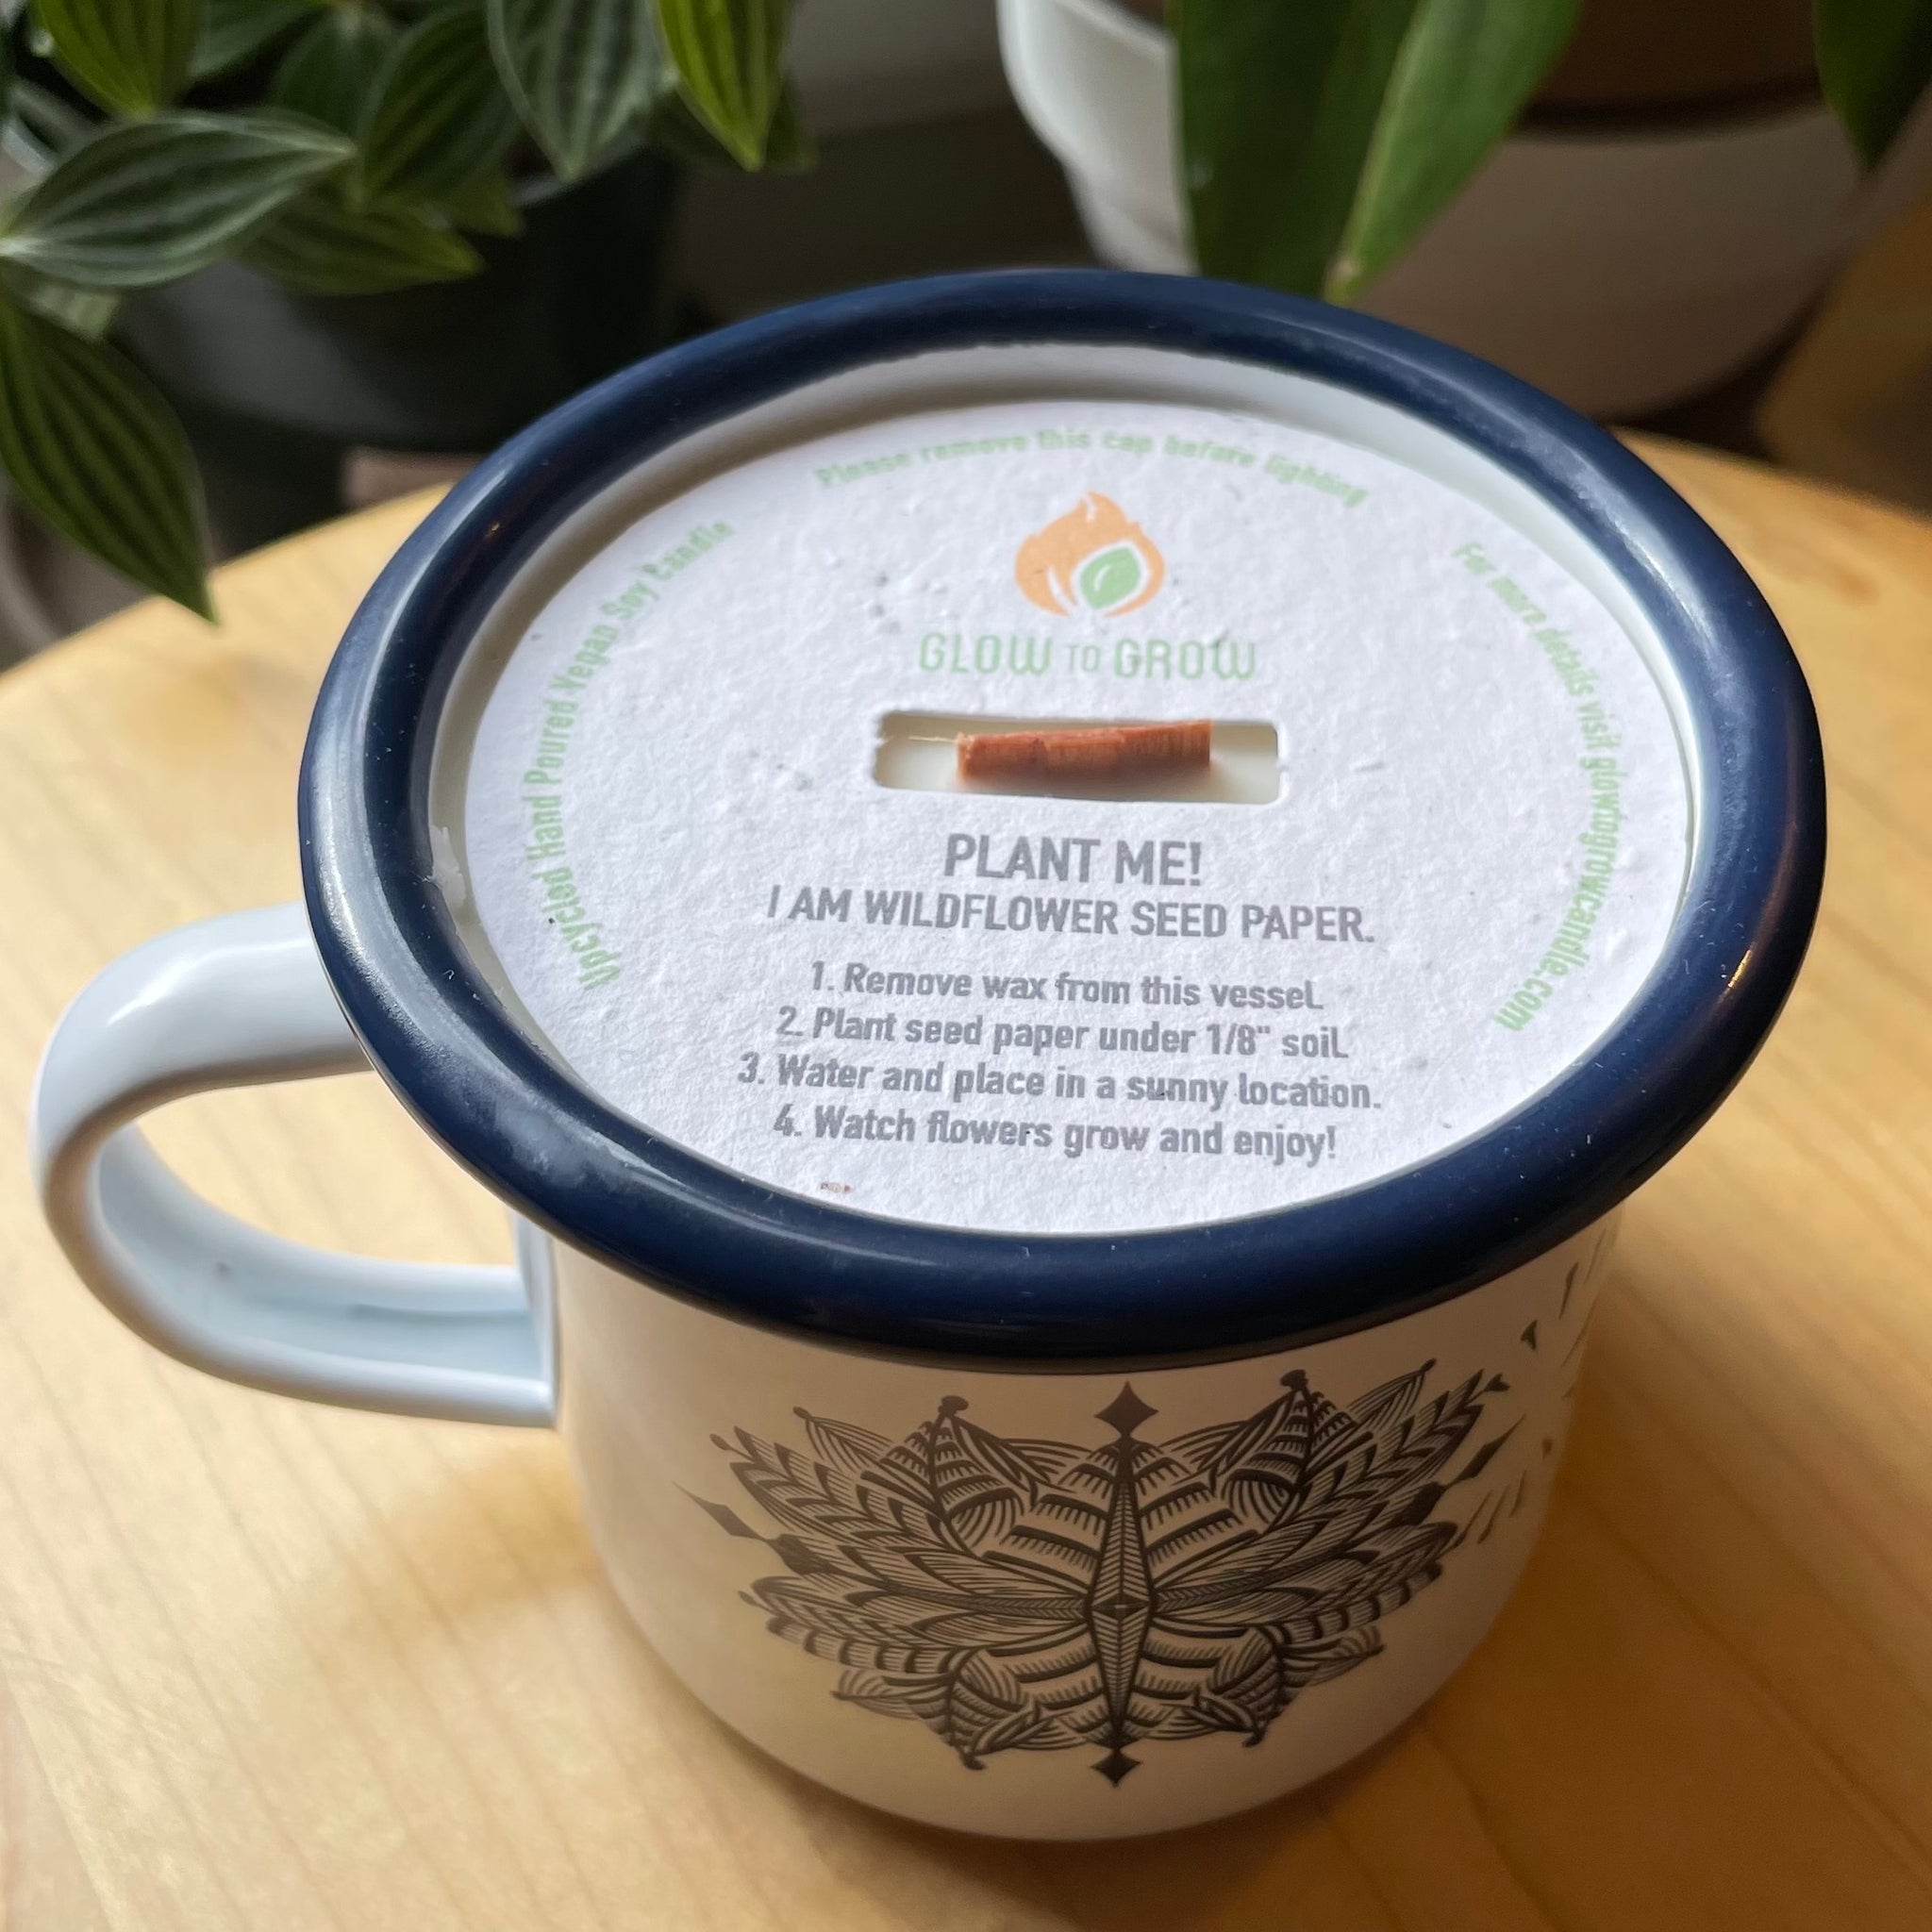 Please remove this cap before lighting
Upcycled Hand Poured Vegan Soy Candle
For more details visit glowtogrowcandle.com
GLOW TO GROW
PLANT ME!
I AM WILDFLOWER SEED PAPER.
1. Remove wax from this vessel.
2. Plant seed paper under 1/8" soil.
3. Water and place in a sunny location.
4. Watch flowers grow and enjoy!